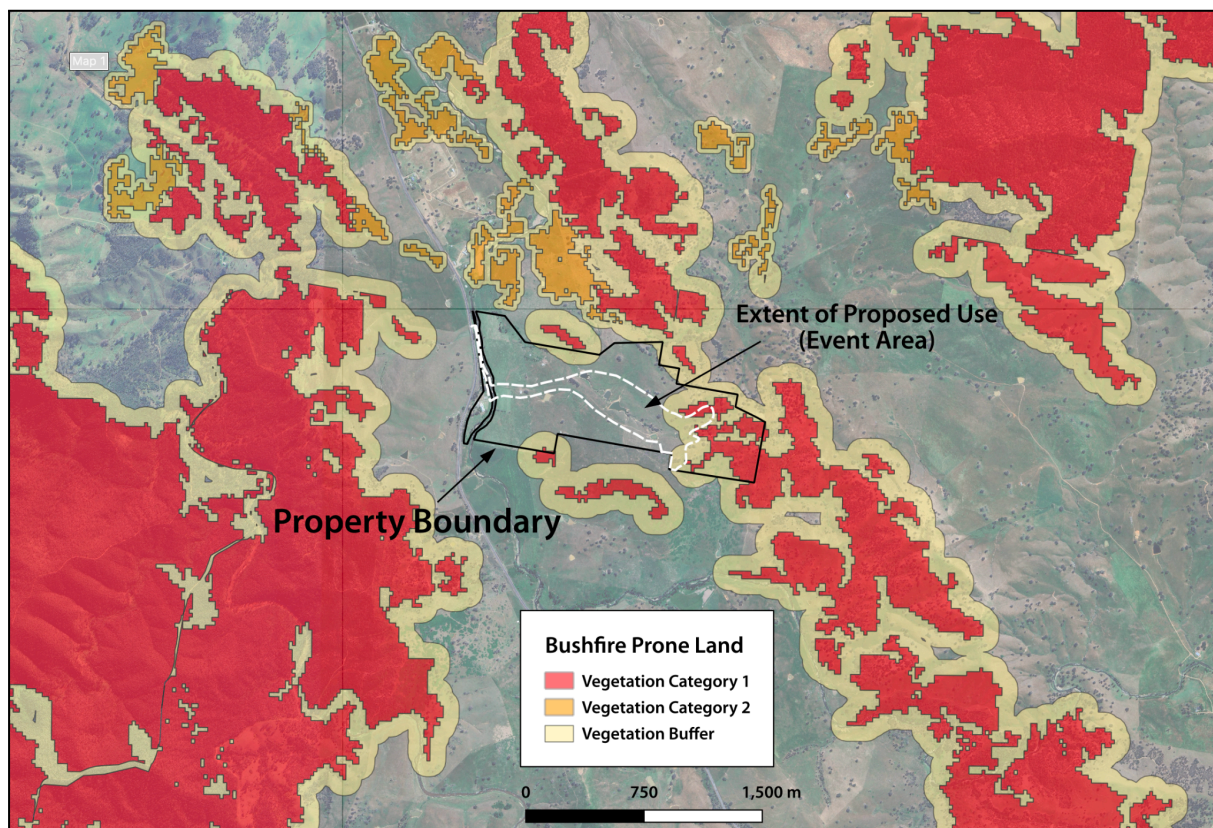 Map 1
Extent of Proposed Use
(Event Area)
Property Boundary
Bushfire Prone Land
Vegetation Category 1
Vegetation Category 2
Vegetation Buffer
0 750 1,500 m